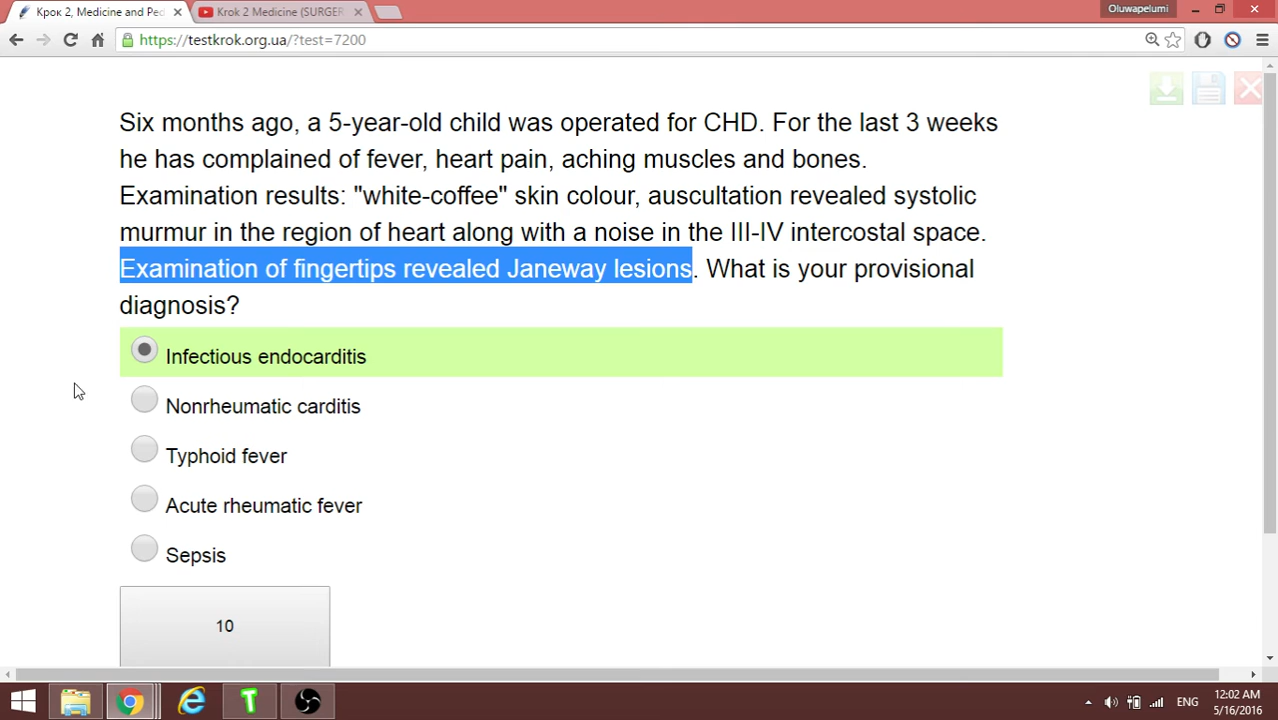 Крок 2, Medicine and Ped
Krok 2 Medicine (SURGER
Oluwapelumi
https://testkrok.org.ua/?test=7200
Six months ago, a 5-year-old child was operated for CHD. For the last 3 weeks
he has complained of fever, heart pain, aching muscles and bones.
Examination results: "white-coffee" skin colour, auscultation revealed systolic
murmur in the region of heart along with a noise in the III-IV intercostal space.
Examination of fingertips revealed Janeway lesions. What is your provisional
diagnosis?
Infectious endocarditis
Nonrheumatic carditis
Typhoid fever
Acute rheumatic fever
Sepsis
10
ENG
12:02 AM
5/16/2016